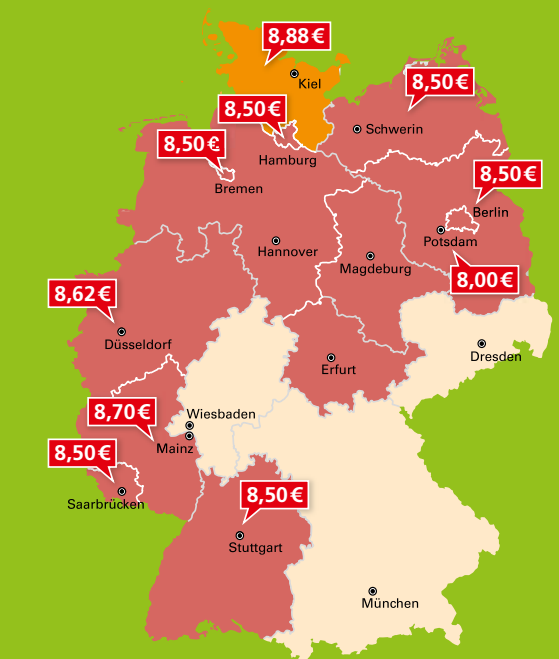 8,88 €
Kiel
8,50 €
8,50 €
Schwerin
8,50 €
Hamburg
8,50 €
Bremen
Berlin
Potsdam
Hannover
Magdeburg
8,00 €
8,62 €
Düsseldorf
Dresden
Erfurt
8,70 €
Wiesbaden
Mainz
8,50 €
Saarbrücken
8,50 €
Stuttgart
München